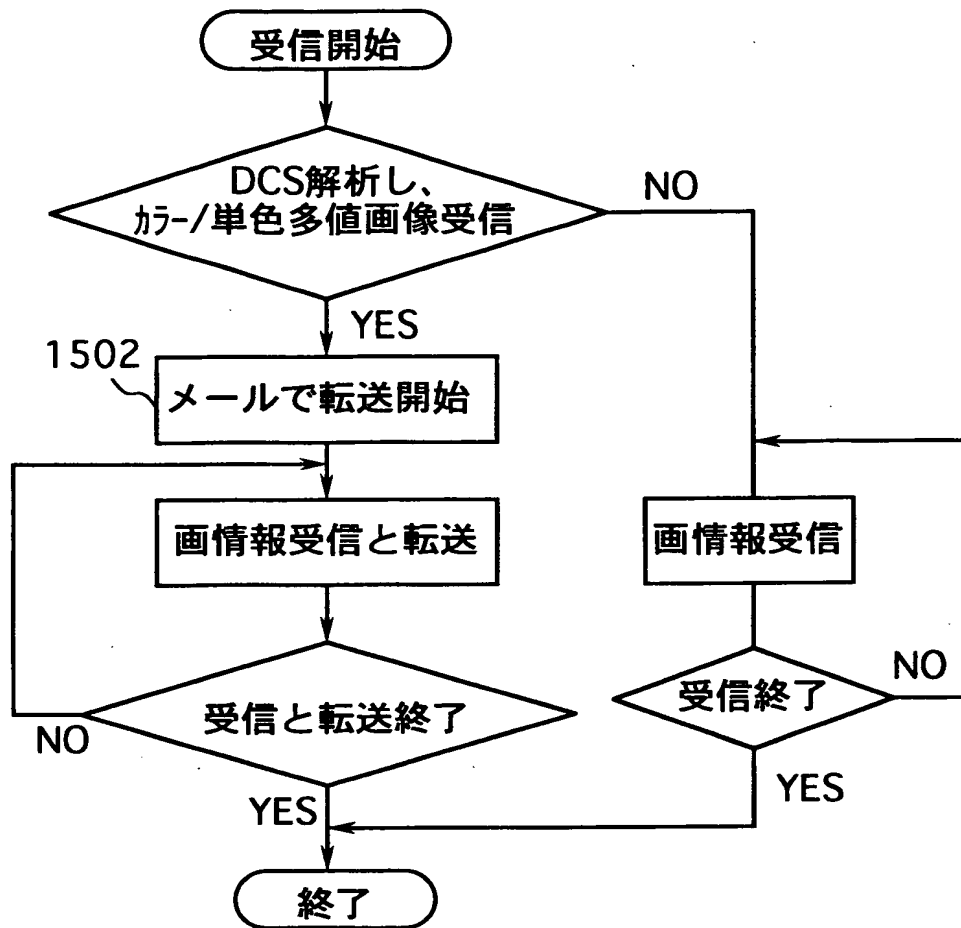 受信開始
DCS解析し、
ｶﾗｰ/単色多値画像受信
NO
YES
1502
メールで転送開始
画情報受信と転送
画情報受信
受信と転送終了
NO
YES
受信終了
NO
YES
終了